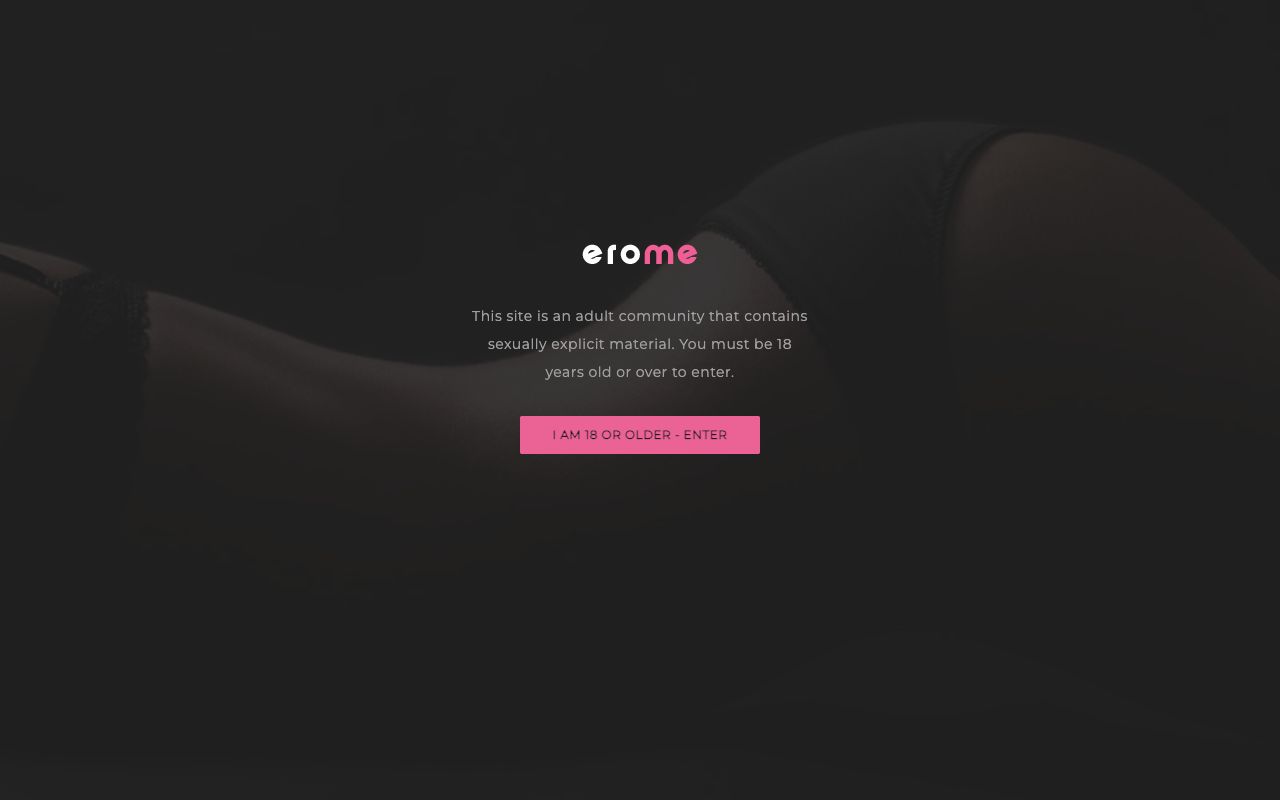 erome
This site is an adult community that contains
sexually explicit material. You must be 18
years old or over to enter.
I AM 18 OR OLDER - ENTER